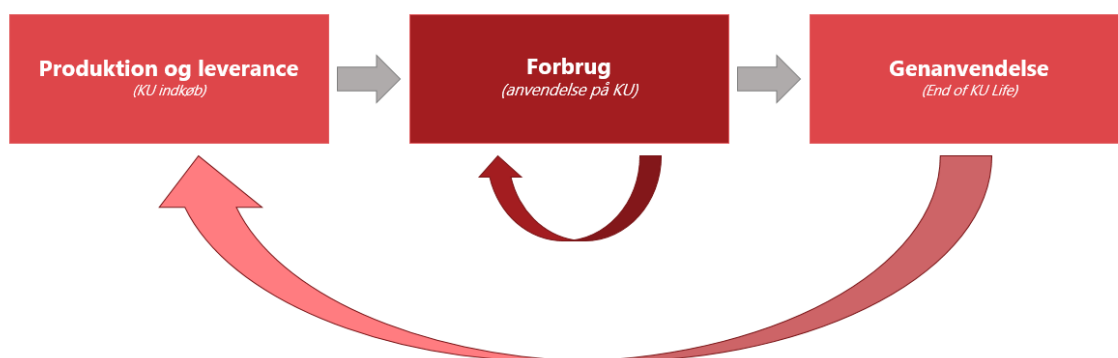 Produktion og leverance
(KU indkøb)
Forbrug
(anvendelse på KU)
Genanvendelse
(End of KU Life)